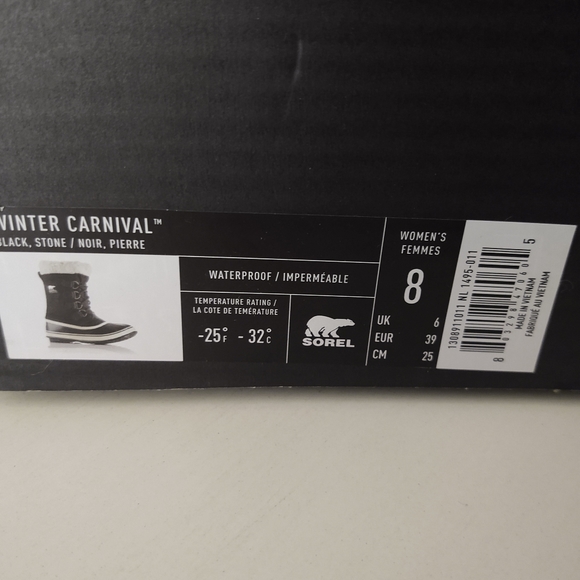 WINTER CARNIVAL™
BLACK, STONE / NOIR, PIERRE
WATERPROOF / IMPERMÉABLE
TEMPERATURE RATING /
LA COTE DE TEMÉRATURE
-25°F - 32°C
SOREL
WOMEN'S
FEMMES
8
UK 6
EUR 39
CM 25
1308911011 NL 1495-011
MADE IN VIETNAM
FABRIQUÉ AU VIETNAM